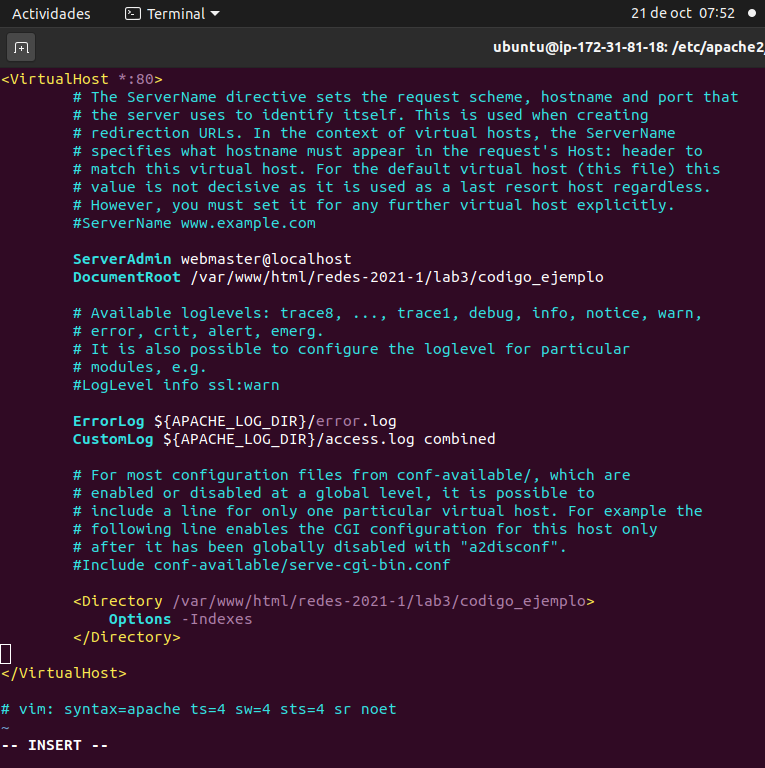 Actividades
Terminal
21 de oct 07:52
ubuntu@ip-172-31-81-18: /etc/apache2
<VirtualHost *:80>
# The ServerName directive sets the request scheme, hostname and port that
# the server uses to identify itself. This is used when creating
# redirection URLs. In the context of virtual hosts, the ServerName
# specifies what hostname must appear in the request's Host: header to
# match this virtual host. For the default virtual host (this file) this
# value is not decisive as it is used as a last resort host regardless.
# However, you must set it for any further virtual host explicitly.
#ServerName www.example.com
ServerAdmin webmaster@localhost
DocumentRoot /var/www/html/redes-2021-1/lab3/codigo_ejemplo
# Available loglevels: trace8, ..., trace1, debug, info, notice, warn,
# error, crit, alert, emerg.
# It is also possible to configure the loglevel for particular
# modules, e.g.
#LogLevel info ssl:warn
ErrorLog ${APACHE_LOG_DIR}/error.log
CustomLog ${APACHE_LOG_DIR}/access.log combined
# For most configuration files from conf-available/, which are
# enabled or disabled at a global level, it is possible to
# include a line for only one particular virtual host. For example the
# following line enables the CGI configuration for this host only
# after it has been globally disabled with "a2disconf".
#Include conf-available/serve-cgi-bin.conf
<Directory /var/www/html/redes-2021-1/lab3/codigo_ejemplo>
Options -Indexes
</Directory>
</VirtualHost>
# vim: syntax=apache ts=4 sw=4 sts=4 sr noet
~
-- INSERT --